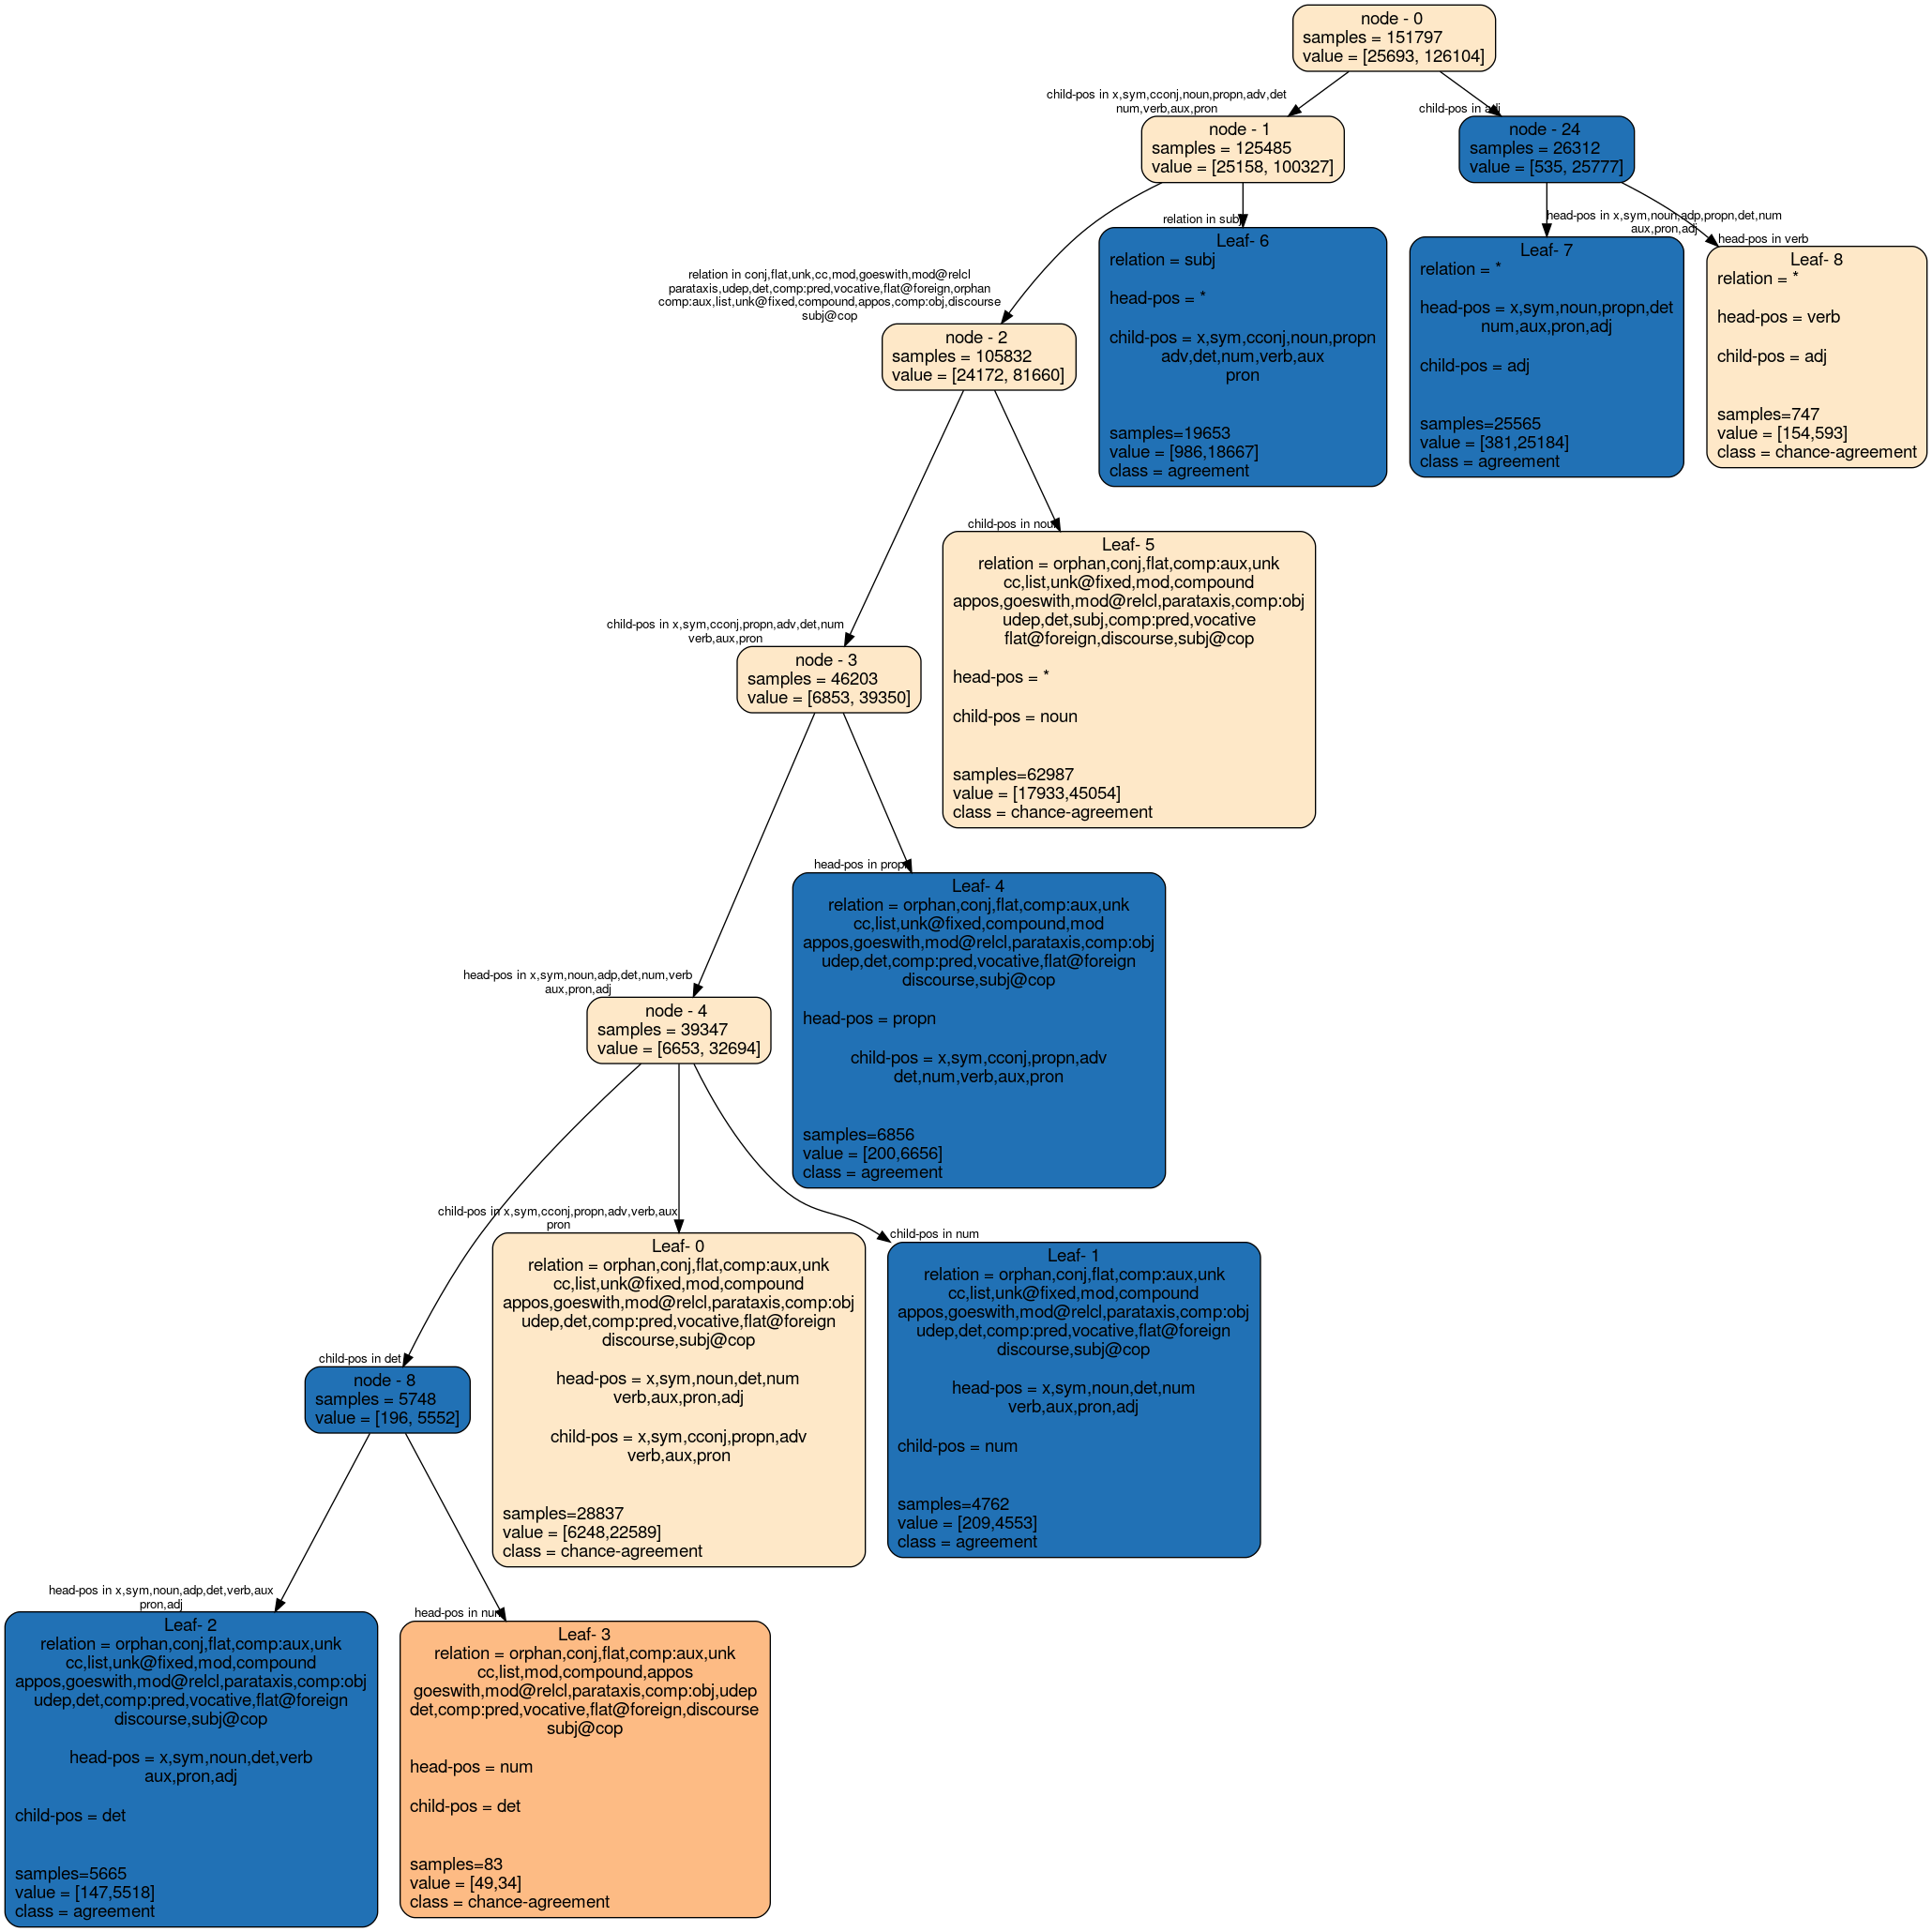 node - 0
samples = 151797
value = [25693, 126104]
child-pos in x,sym,cconj,noun,propn,adv,det
num,verb,aux,pron
child-pos in adj
node - 1
samples = 125485
value = [25158, 100327]
node - 24
samples = 26312
value = [535, 25777]
relation in conj,flat,unk,cc,mod,goeswith,mod@relcl
parataxis,udep,det,comp:pred,vocative,flat@foreign,orphan
comp:aux,list,unk@fixed,compound,appos,comp:obj,discourse
subj@cop
relation in subj
head-pos in x,sym,noun,adp,propn,det,num
aux,pron,adj
head-pos in verb
node - 2
samples = 105832
value = [24172, 81660]
Leaf- 6
relation = subj
head-pos = *
child-pos = x,sym,cconj,noun,propn
adv,det,num,verb,aux
pron
samples=19653
value = [986,18667]
class = agreement
Leaf- 7
relation = *
head-pos = x,sym,noun,propn,det
num,aux,pron,adj
child-pos = adj
samples=25565
value = [381,25184]
class = agreement
Leaf- 8
relation = *
head-pos = verb
child-pos = adj
samples=747
value = [154,593]
class = chance-agreement
child-pos in x,sym,cconj,propn,adv,det,num
verb,aux,pron
child-pos in noun
node - 3
samples = 46203
value = [6853, 39350]
Leaf- 5
relation = orphan,conj,flat,comp:aux,unk
cc,list,unk@fixed,mod,compound
appos,goeswith,mod@relcl,parataxis,comp:obj
udep,det,subj,comp:pred,vocative
flat@foreign,discourse,subj@cop
head-pos = *
child-pos = noun
samples=62987
value = [17933,45054]
class = chance-agreement
head-pos in x,sym,noun,adp,det,num,verb
aux,pron,adj
head-pos in propn
node - 4
samples = 39347
value = [6653, 32694]
Leaf- 4
relation = orphan,conj,flat,comp:aux,unk
cc,list,unk@fixed,compound,mod
appos,goeswith,mod@relcl,parataxis,comp:obj
udep,det,comp:pred,vocative,flat@foreign
discourse,subj@cop
head-pos = propn
child-pos = x,sym,cconj,propn,adv
det,num,verb,aux,pron
samples=6856
value = [200,6656]
class = agreement
child-pos in det
child-pos in x,sym,cconj,propn,adv,verb,aux
pron
child-pos in num
node - 8
samples = 5748
value = [196, 5552]
Leaf- 0
relation = orphan,conj,flat,comp:aux,unk
cc,list,unk@fixed,mod,compound
appos,goeswith,mod@relcl,parataxis,comp:obj
udep,det,comp:pred,vocative,flat@foreign
discourse,subj@cop
head-pos = x,sym,noun,det,num
verb,aux,pron,adj
child-pos = x,sym,cconj,propn,adv
verb,aux,pron
samples=28837
value = [6248,22589]
class = chance-agreement
Leaf- 1
relation = orphan,conj,flat,comp:aux,unk
cc,list,unk@fixed,mod,compound
appos,goeswith,mod@relcl,parataxis,comp:obj
udep,det,comp:pred,vocative,flat@foreign
discourse,subj@cop
head-pos = x,sym,noun,det,num
verb,aux,pron,adj
child-pos = num
samples=4762
value = [209,4553]
class = agreement
head-pos in x,sym,noun,adp,det,verb,aux
pron,adj
head-pos in num
Leaf- 2
relation = orphan,conj,flat,comp:aux,unk
cc,list,unk@fixed,mod,compound
appos,goeswith,mod@relcl,parataxis,comp:obj
udep,det,comp:pred,vocative,flat@foreign
discourse,subj@cop
head-pos = x,sym,noun,det,verb
aux,pron,adj
child-pos = det
samples=5665
value = [147,5518]
class = agreement
Leaf- 3
relation = orphan,conj,flat,comp:aux,unk
cc,list,mod,compound,appos
goeswith,mod@relcl,parataxis,comp:obj,udep
det,comp:pred,vocative,flat@foreign,discourse
subj@cop
head-pos = num
child-pos = det
samples=83
value = [49,34]
class = chance-agreement